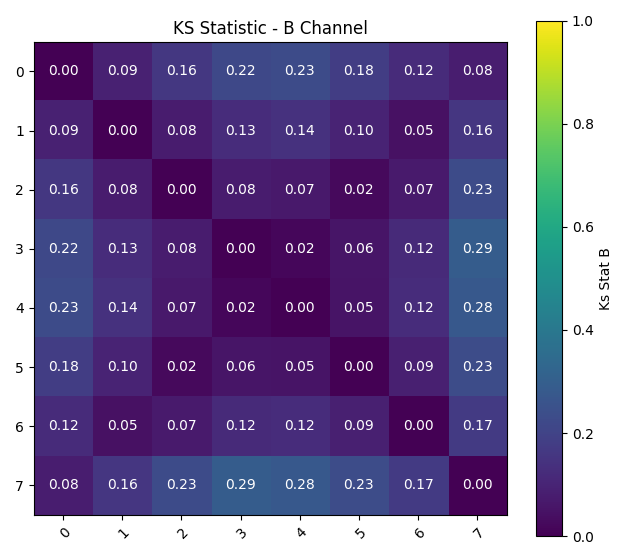 KS Statistic - B Channel
0 0.00 0.09 0.16 0.22 0.23 0.18 0.12 0.08
1 0.09 0.00 0.08 0.13 0.14 0.10 0.05 0.16
2 0.16 0.08 0.00 0.08 0.07 0.02 0.07 0.23
3 0.22 0.13 0.08 0.00 0.02 0.06 0.12 0.29
4 0.23 0.14 0.07 0.02 0.00 0.05 0.12 0.28
5 0.18 0.10 0.02 0.06 0.05 0.00 0.09 0.23
6 0.12 0.05 0.07 0.12 0.12 0.09 0.00 0.17
7 0.08 0.16 0.23 0.29 0.28 0.23 0.17 0.00
0 1 2 3 4 5 6 7
1.0
0.8
0.6
0.4
0.2
0.0
Ks Stat B